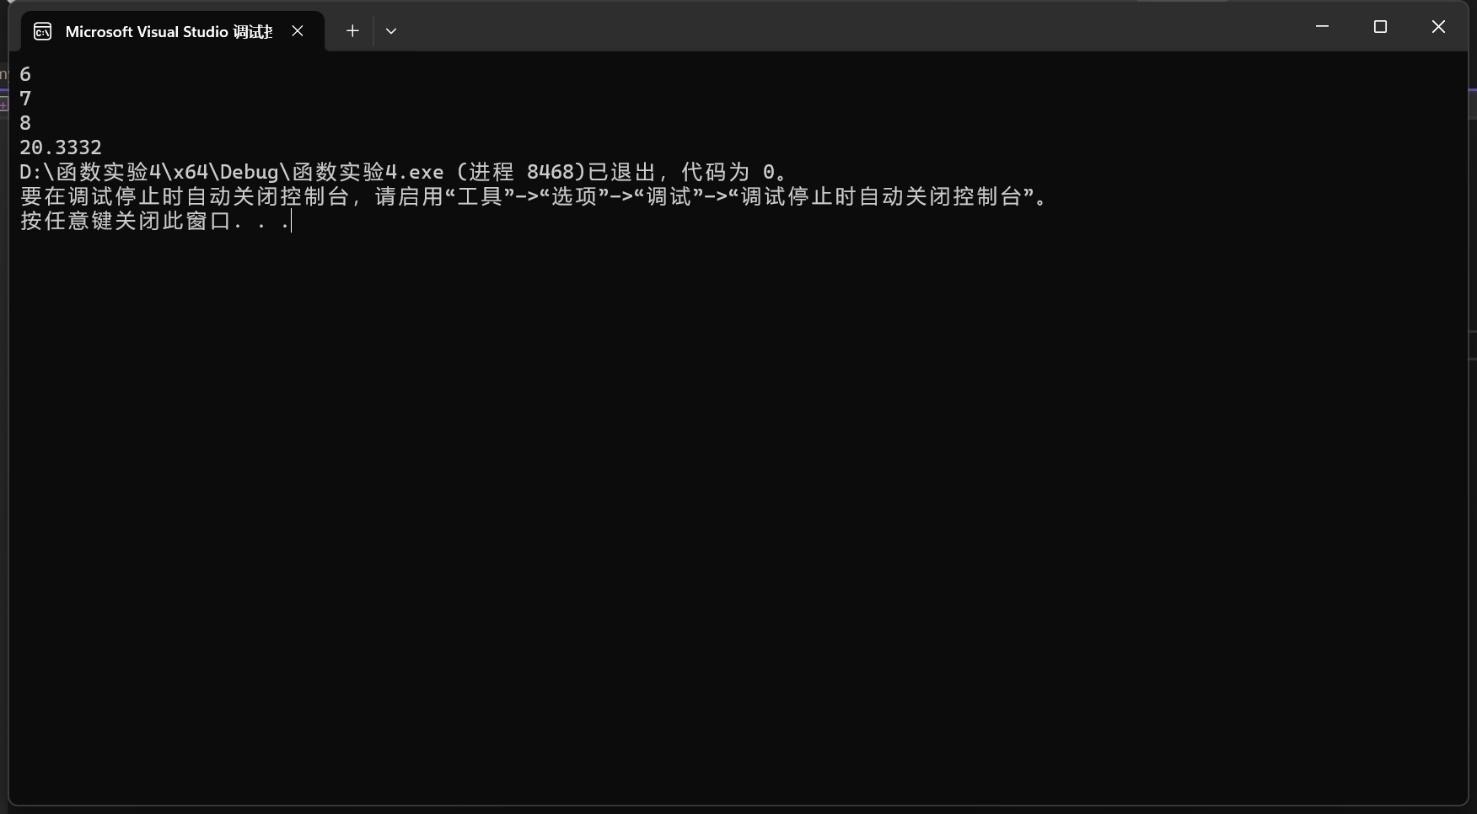 Microsoft Visual Studio 调试
6
7
8
20.3332
D:\函数实验4\x64\Debug\函数实验4.exe (进程 8468)已退出，代码为 0。
要在调试停止时自动关闭控制台，请启用“工具”->“选项”->“调试”->“调试停止时自动关闭控制台”。
按任意键关闭此窗口. . .